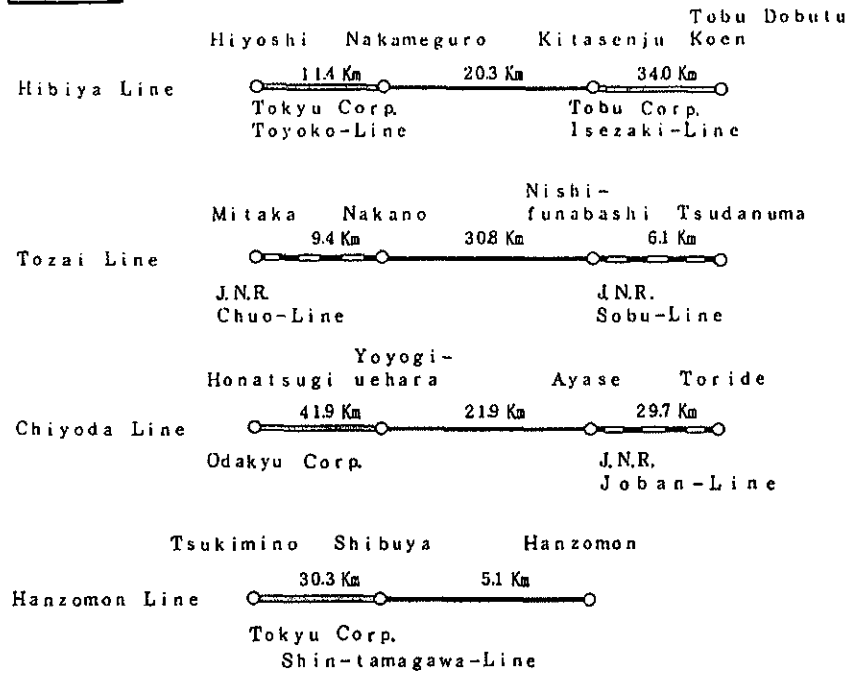 Tobu Dobutu
Hiyoshi Nakameguro Kitasenju Koen
11.4 Km 20.3 Km 34.0 Km
Hibiya Line
Tokyu Corp. Tobu Corp.
Toyoko-Line Isezaki-Line
Nishi-
Mitaka Nakano funabashi Tsudanuma
9.4 Km 30.8 Km 6.1 Km
Tozai Line
J.N.R. J.N.R.
Chuo-Line Sobu-Line
Yoyogi-
Honatsugi uehara Ayase Toride
41.9 Km 21.9 Km 29.7 Km
Chiyoda Line
Odakyu Corp. J.N.R.
Joban-Line
Tsukimino Shibuya Hanzomon
30.3 Km 5.1 Km
Hanzomon Line
Tokyu Corp.
Shin-tamagawa-Line